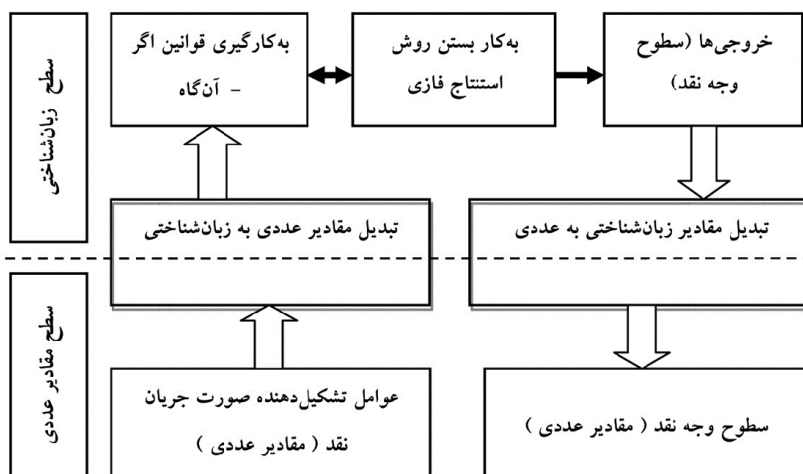 خروجی‌ها (سطوح
وجه نقد)
به‌کار بستن روش
استنتاج فازی
به‌کارگیری قوانین اگر
– آن‌گاه
سطح زبان‌شناختی
تبدیل مقادیر زبان‌شناختی به عددی
تبدیل مقادیر عددی به زبان‌شناختی
سطح مقادیر عددی
سطوح وجه نقد ( مقادیر عددی )
عوامل تشکیل‌دهنده صورت جریان
نقد ( مقادیر عددی )